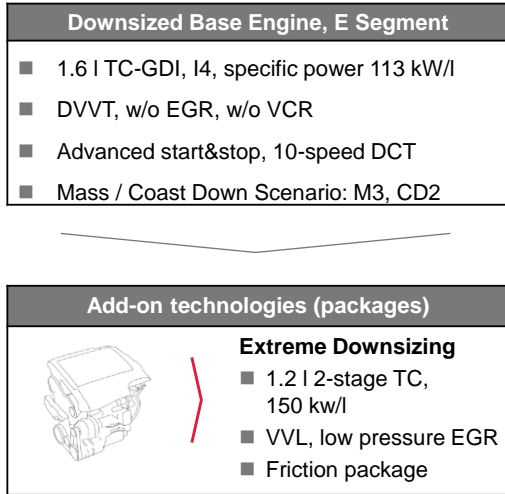 Downsized Base Engine, E Segment
■ 1.6 l TC-GDI, I4, specific power 113 kW/l
■ DVVT, w/o EGR, w/o VCR
■ Advanced start&stop, 10-speed DCT
■ Mass / Coast Down Scenario: M3, CD2
Add-on technologies (packages)
Extreme Downsizing
■ 1.2 l 2-stage TC,
150 kw/l
■ VVL, low pressure EGR
■ Friction package